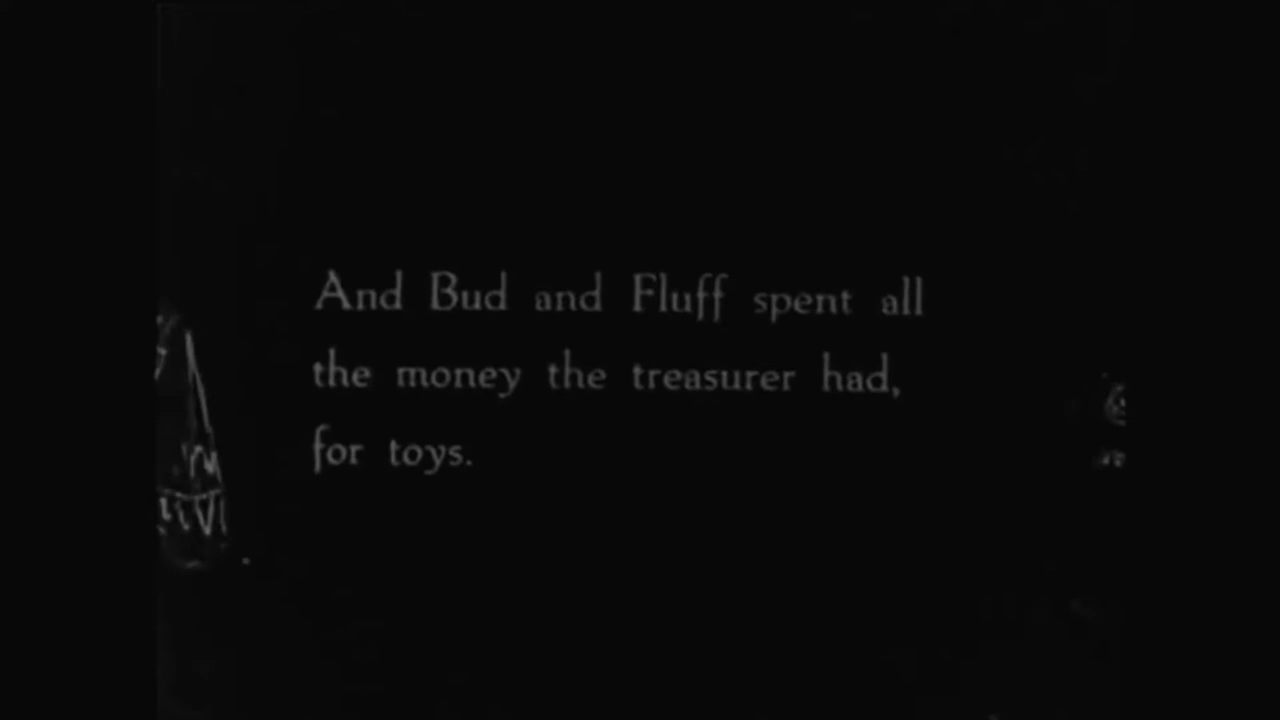 And Bud and Fluff spent all
the money the treasurer had,
for toys.